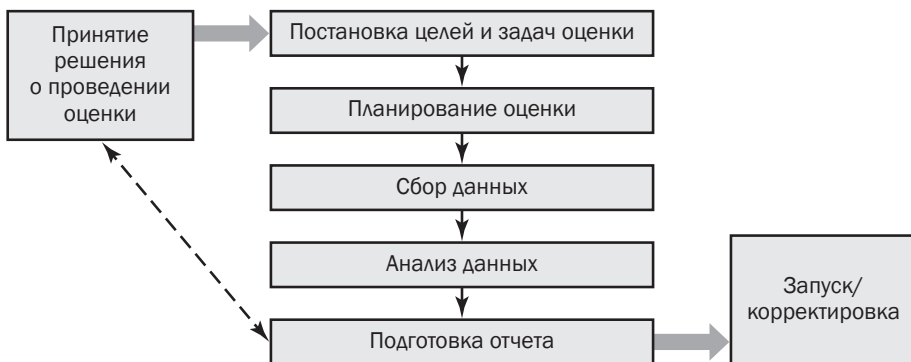 Принятие
решения
о проведении
оценки
Постановка целей и задач оценки
Планирование оценки
Сбор данных
Анализ данных
Подготовка отчета
Запуск/
корректировка